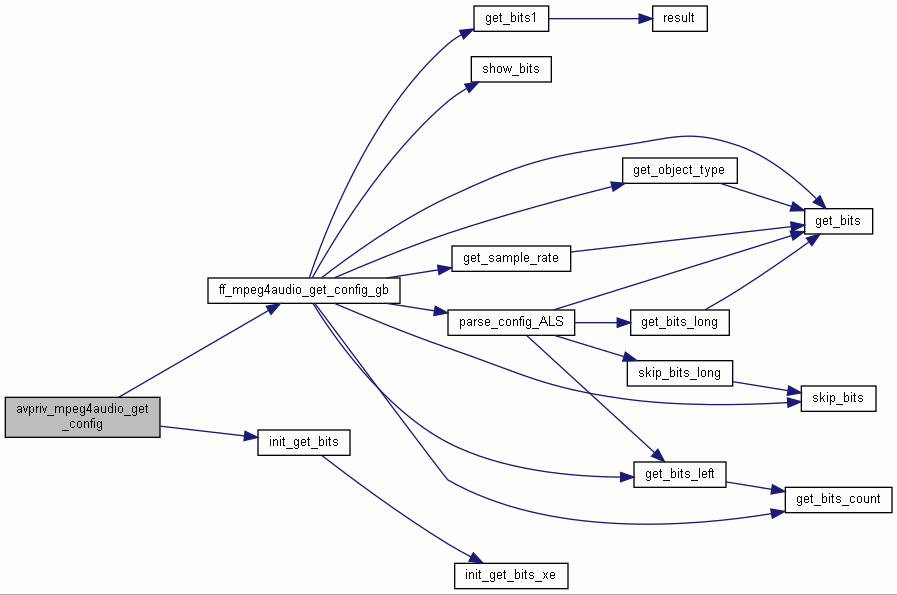 get_bits1
result
show_bits
get_object_type
get_bits
get_sample_rate
ff_mpeg4audio_get_config_gb
parse_config_ALS
get_bits_long
skip_bits_long
skip_bits
avpriv_mpeg4audio_get
_config
init_get_bits
get_bits_left
get_bits_count
init_get_bits_xe